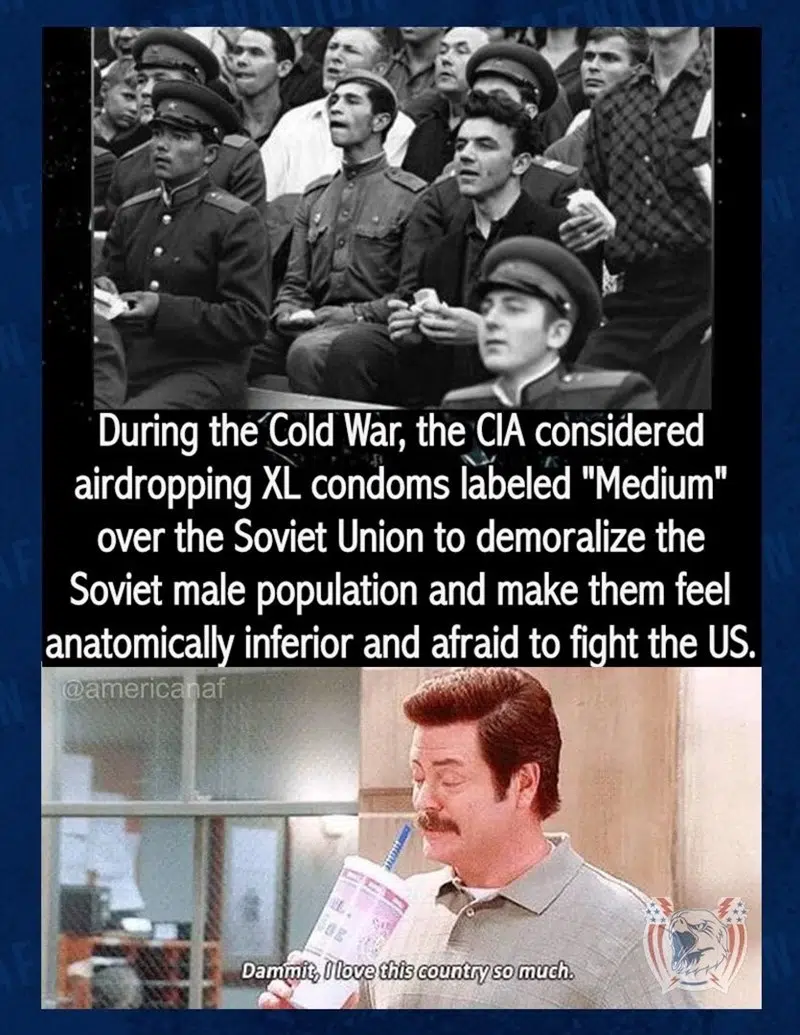 During the Cold War, the CIA considered
airdropping XL condoms labeled "Medium"
over the Soviet Union to demoralize the
Soviet male population and make them feel
anatomically inferior and afraid to fight the US.
@americanaf
Dammit, I love this country so much.